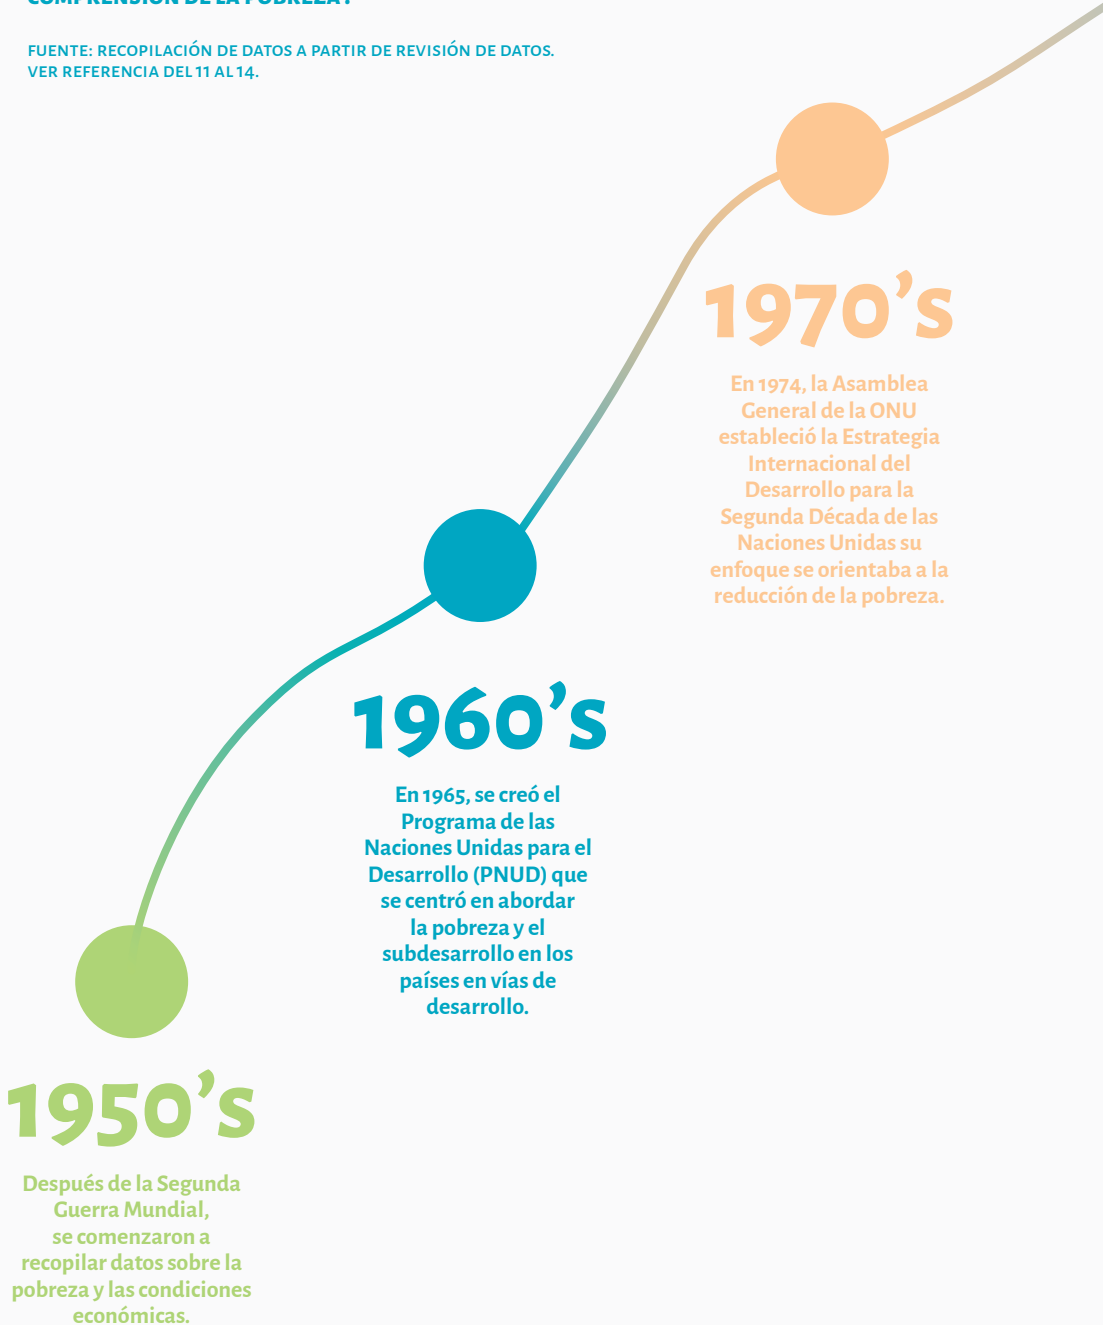 COMPRENSIÓN DE LA POBREZA?
FUENTE: RECOPILACIÓN DE DATOS A PARTIR DE REVISIÓN DE DATOS.
VER REFERENCIA DEL 11 AL 14.
1970’s
En 1974, la Asamblea
General de la ONU
estableció la Estrategia
Internacional del
Desarrollo para la
Segunda Década de las
Naciones Unidas su
enfoque se orientaba a la
reducción de la pobreza.
1960’s
En 1965, se creó el
Programa de las
Naciones Unidas para el
Desarrollo (PNUD) que
se centró en abordar
la pobreza y el
subdesarrollo en los
países en vías de
desarrollo.
1950’s
Después de la Segunda
Guerra Mundial,
se comenzaron a
recopilar datos sobre la
pobreza y las condiciones
económicas.